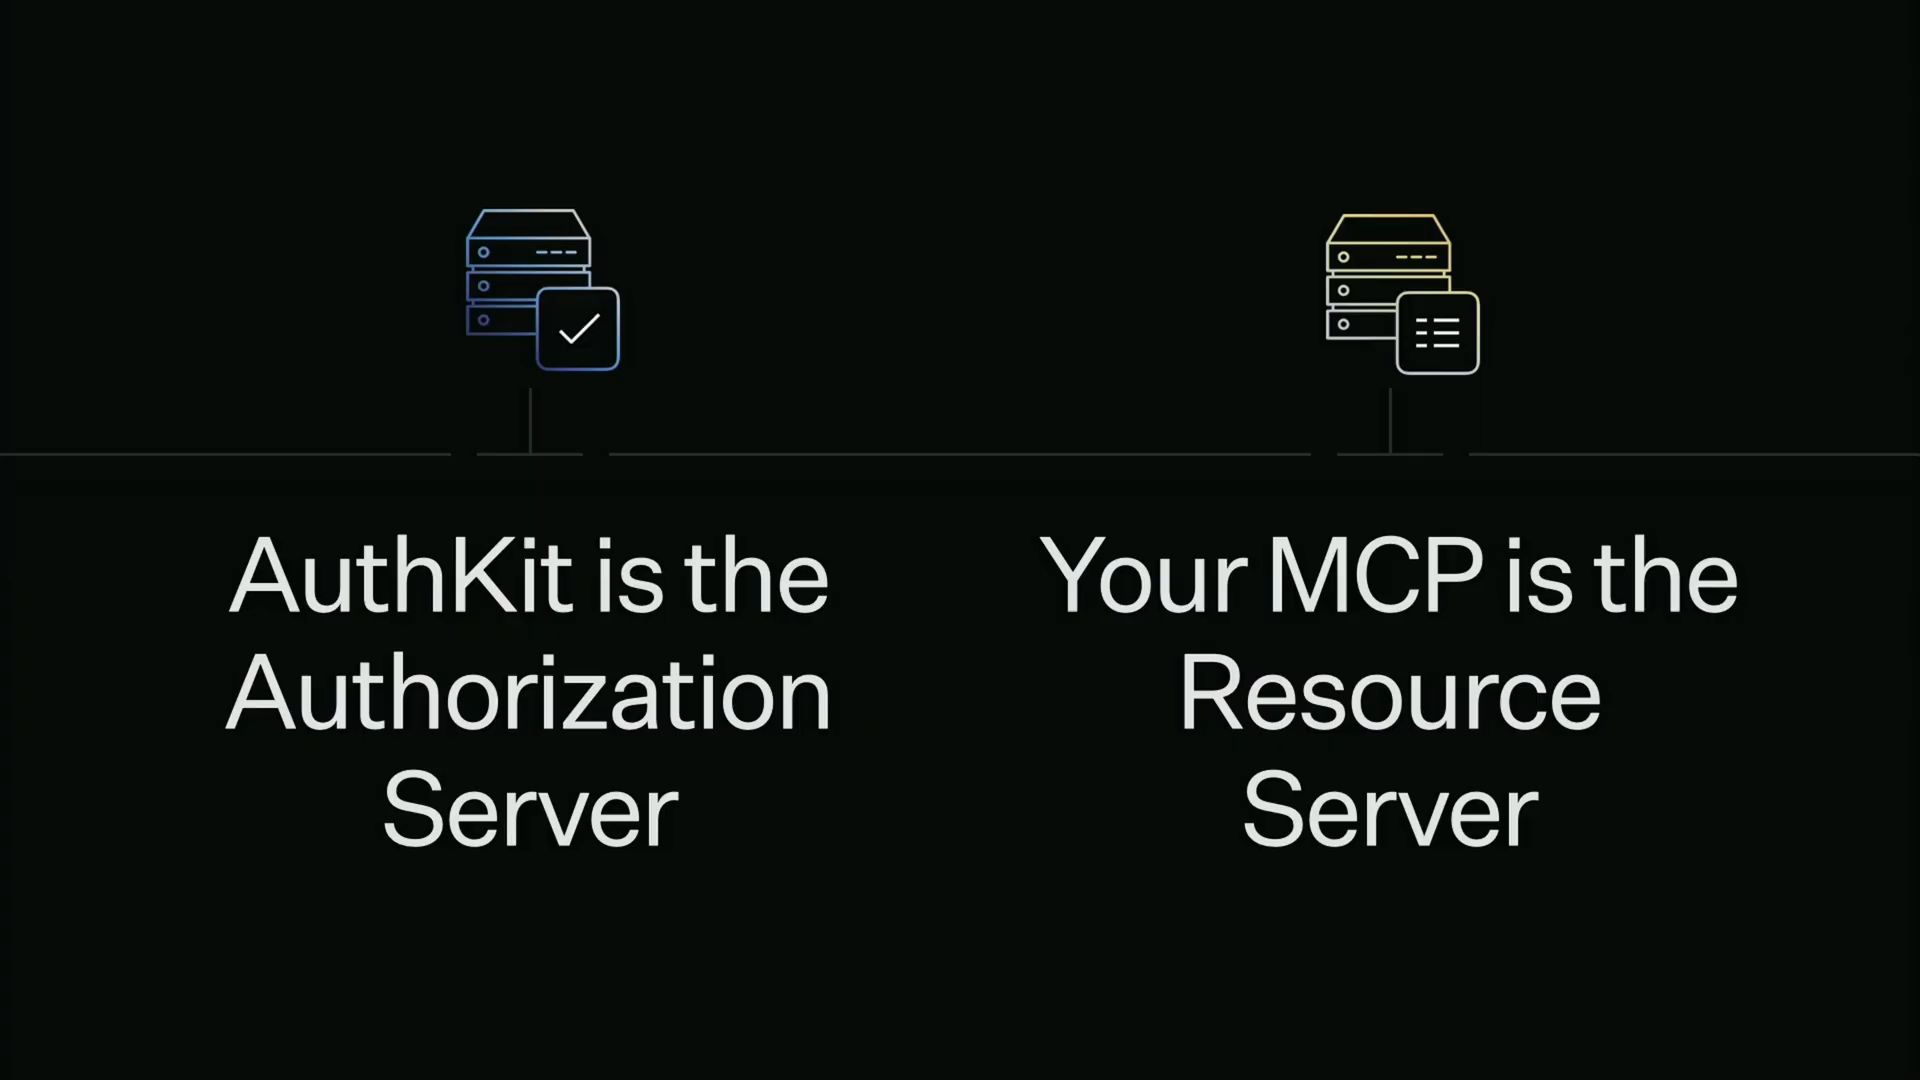 AuthKit is the
Authorization
Server
Your MCP is the
Resource
Server